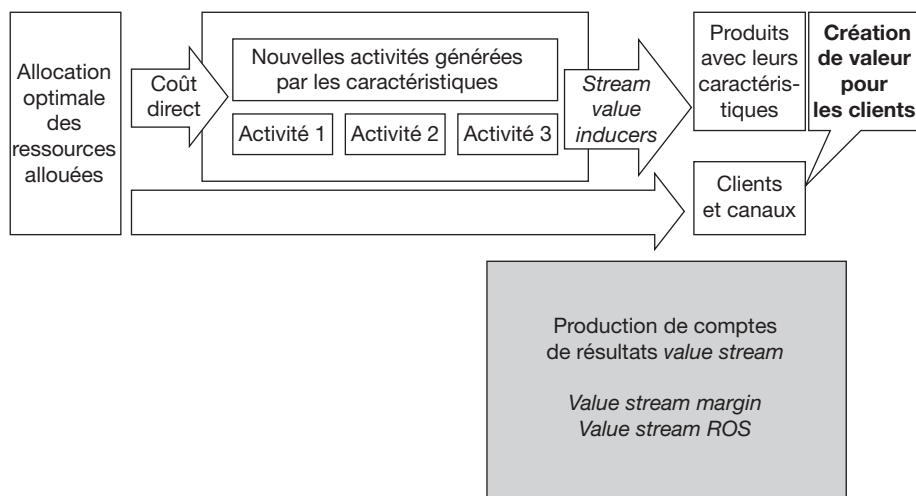 Allocation
optimale
des
ressources
allouées
Coût
direct
Nouvelles activités générées
par les caractéristiques
Activité 1
Activité 2
Activité 3
Stream
value
inducers
Produits
avec leurs
caractéris-
tiques
Création
de valeur
pour
les clients
Clients
et canaux
Production de comptes
de résultats value stream
Value stream margin
Value stream ROS